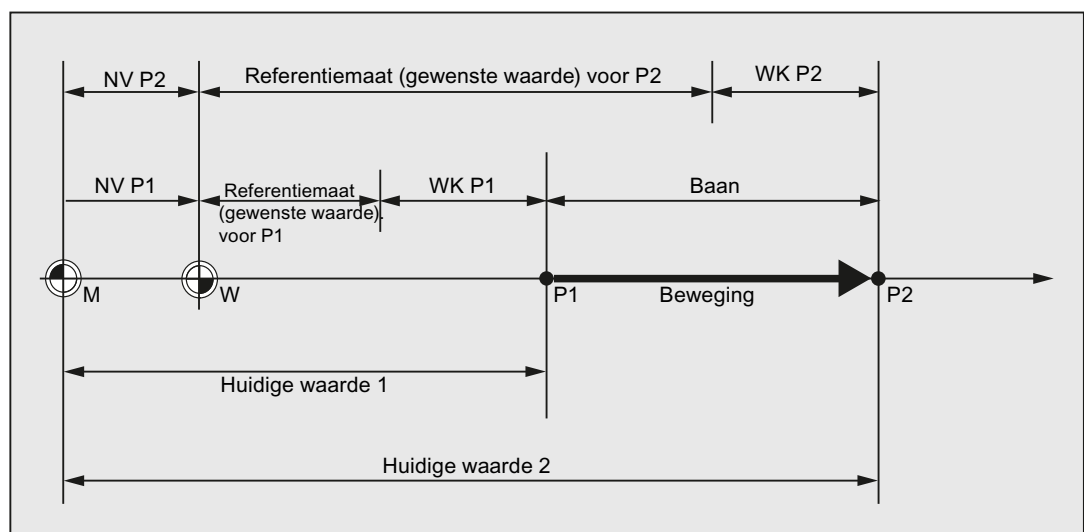 NV P2
Referentiemaat (gewenste waarde) voor P2
WK P2
NV P1
Referentiemaat
(gewenste waarde).
voor P1
WK P1
Baan
M
W
P1
Beweging
P2
Huidige waarde 1
Huidige waarde 2